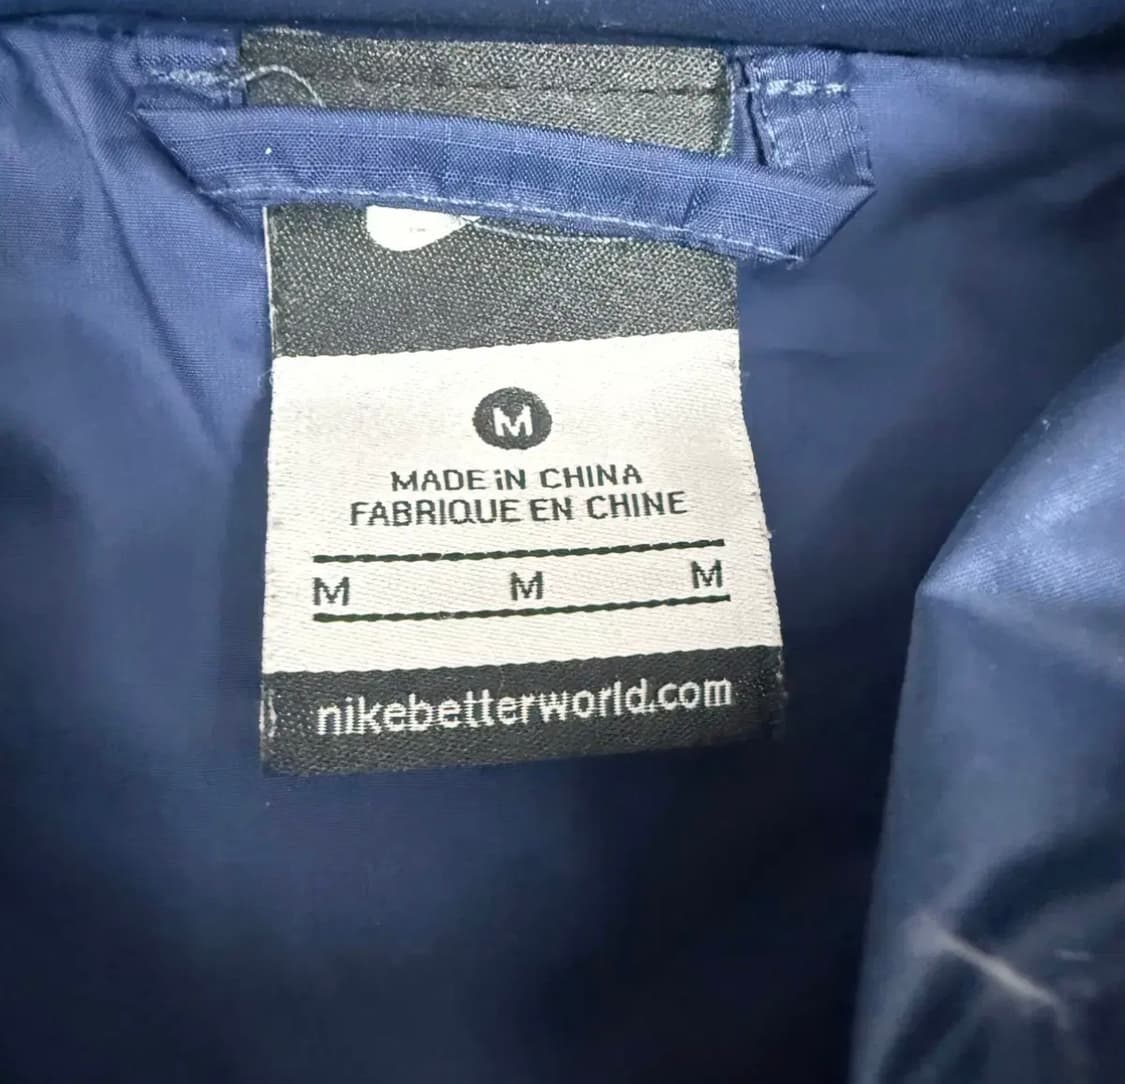 M
MADE IN CHINA
FABRIQUE EN CHINE
M M M
nikebetterworld.com